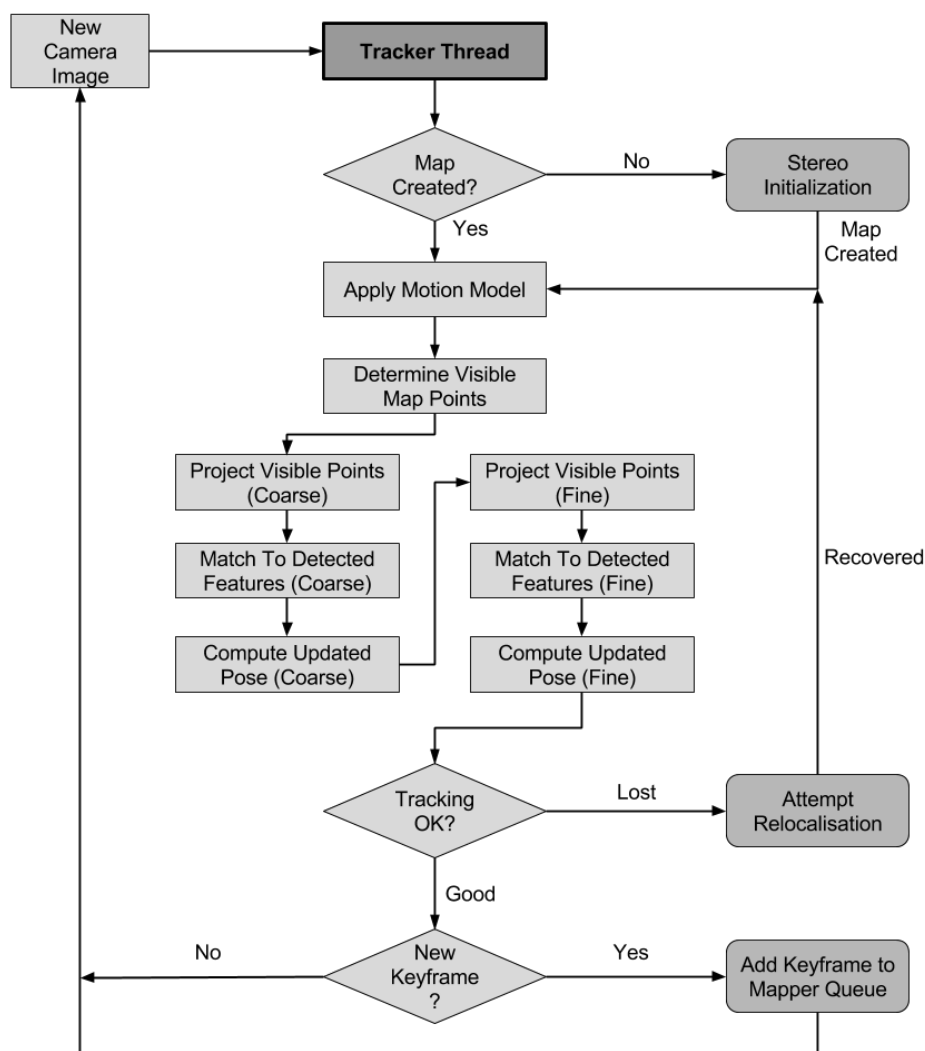 New
Camera
Image
Tracker Thread
Map
Created?
No
Stereo
Initialization
Yes
Map
Created
Apply Motion Model
Determine Visible
Map Points
Project Visible Points
(Coarse)
Project Visible Points
(Fine)
Match To Detected
Features (Coarse)
Match To Detected
Features (Fine)
Recovered
Compute Updated
Pose (Coarse)
Compute Updated
Pose (Fine)
Tracking
OK?
Lost
Attempt
Relocalisation
Good
No
New
Keyframe
?
Yes
Add Keyframe to
Mapper Queue